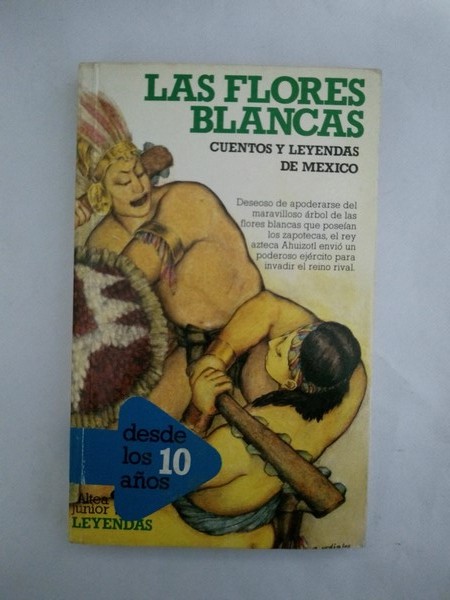 LAS FLORES
BLANCAS
CUENTOS Y LEYENDAS
DE MEXICO
Deseoso de apoderarse del
maravilloso árbol de las
flores blancas que poseían
los zapotecas, el rey
azteca Ahuizotl envió un
poderoso ejército para
invadir el reino rival.
desde
los 10
años
Altea
junior
LEYENDAS